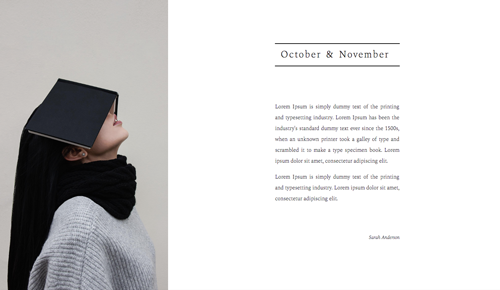 October & November
Lorem Ipsum is simply dummy text of the printing
and typesetting industry. Lorem Ipsum has been the
industry's standard dummy text ever since the 1500s,
when an unknown printer took a galley of type and
scrambled it to make a type specimen book. Lorem
ipsum dolor sit amet, consectetur adipiscing elit.
Lorem Ipsum is simply dummy text of the printing
and typesetting industry. Lorem ipsum dolor sit amet,
consectetur adipiscing elit.
Sarah Anderson